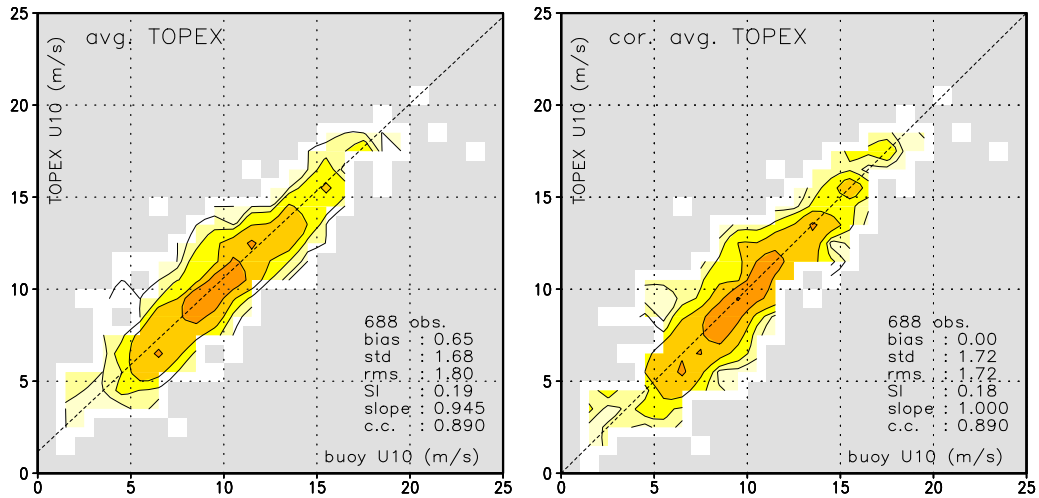 avg. TOPEX
TOPEX U10 (m/s)
25
20
15
10
5
0
688 obs.
bias : 0.65
std : 1.68
rms : 1.80
SI : 0.19
slope : 0.945
c.c. : 0.890
buoy U10 (m/s)
0 5 10 15 20 25
cor. avg. TOPEX
TOPEX U10 (m/s)
25
20
15
10
5
0
688 obs.
bias : 0.00
std : 1.72
rms : 1.72
SI : 0.18
slope : 1.000
c.c. : 0.890
buoy U10 (m/s)
0 5 10 15 20 25